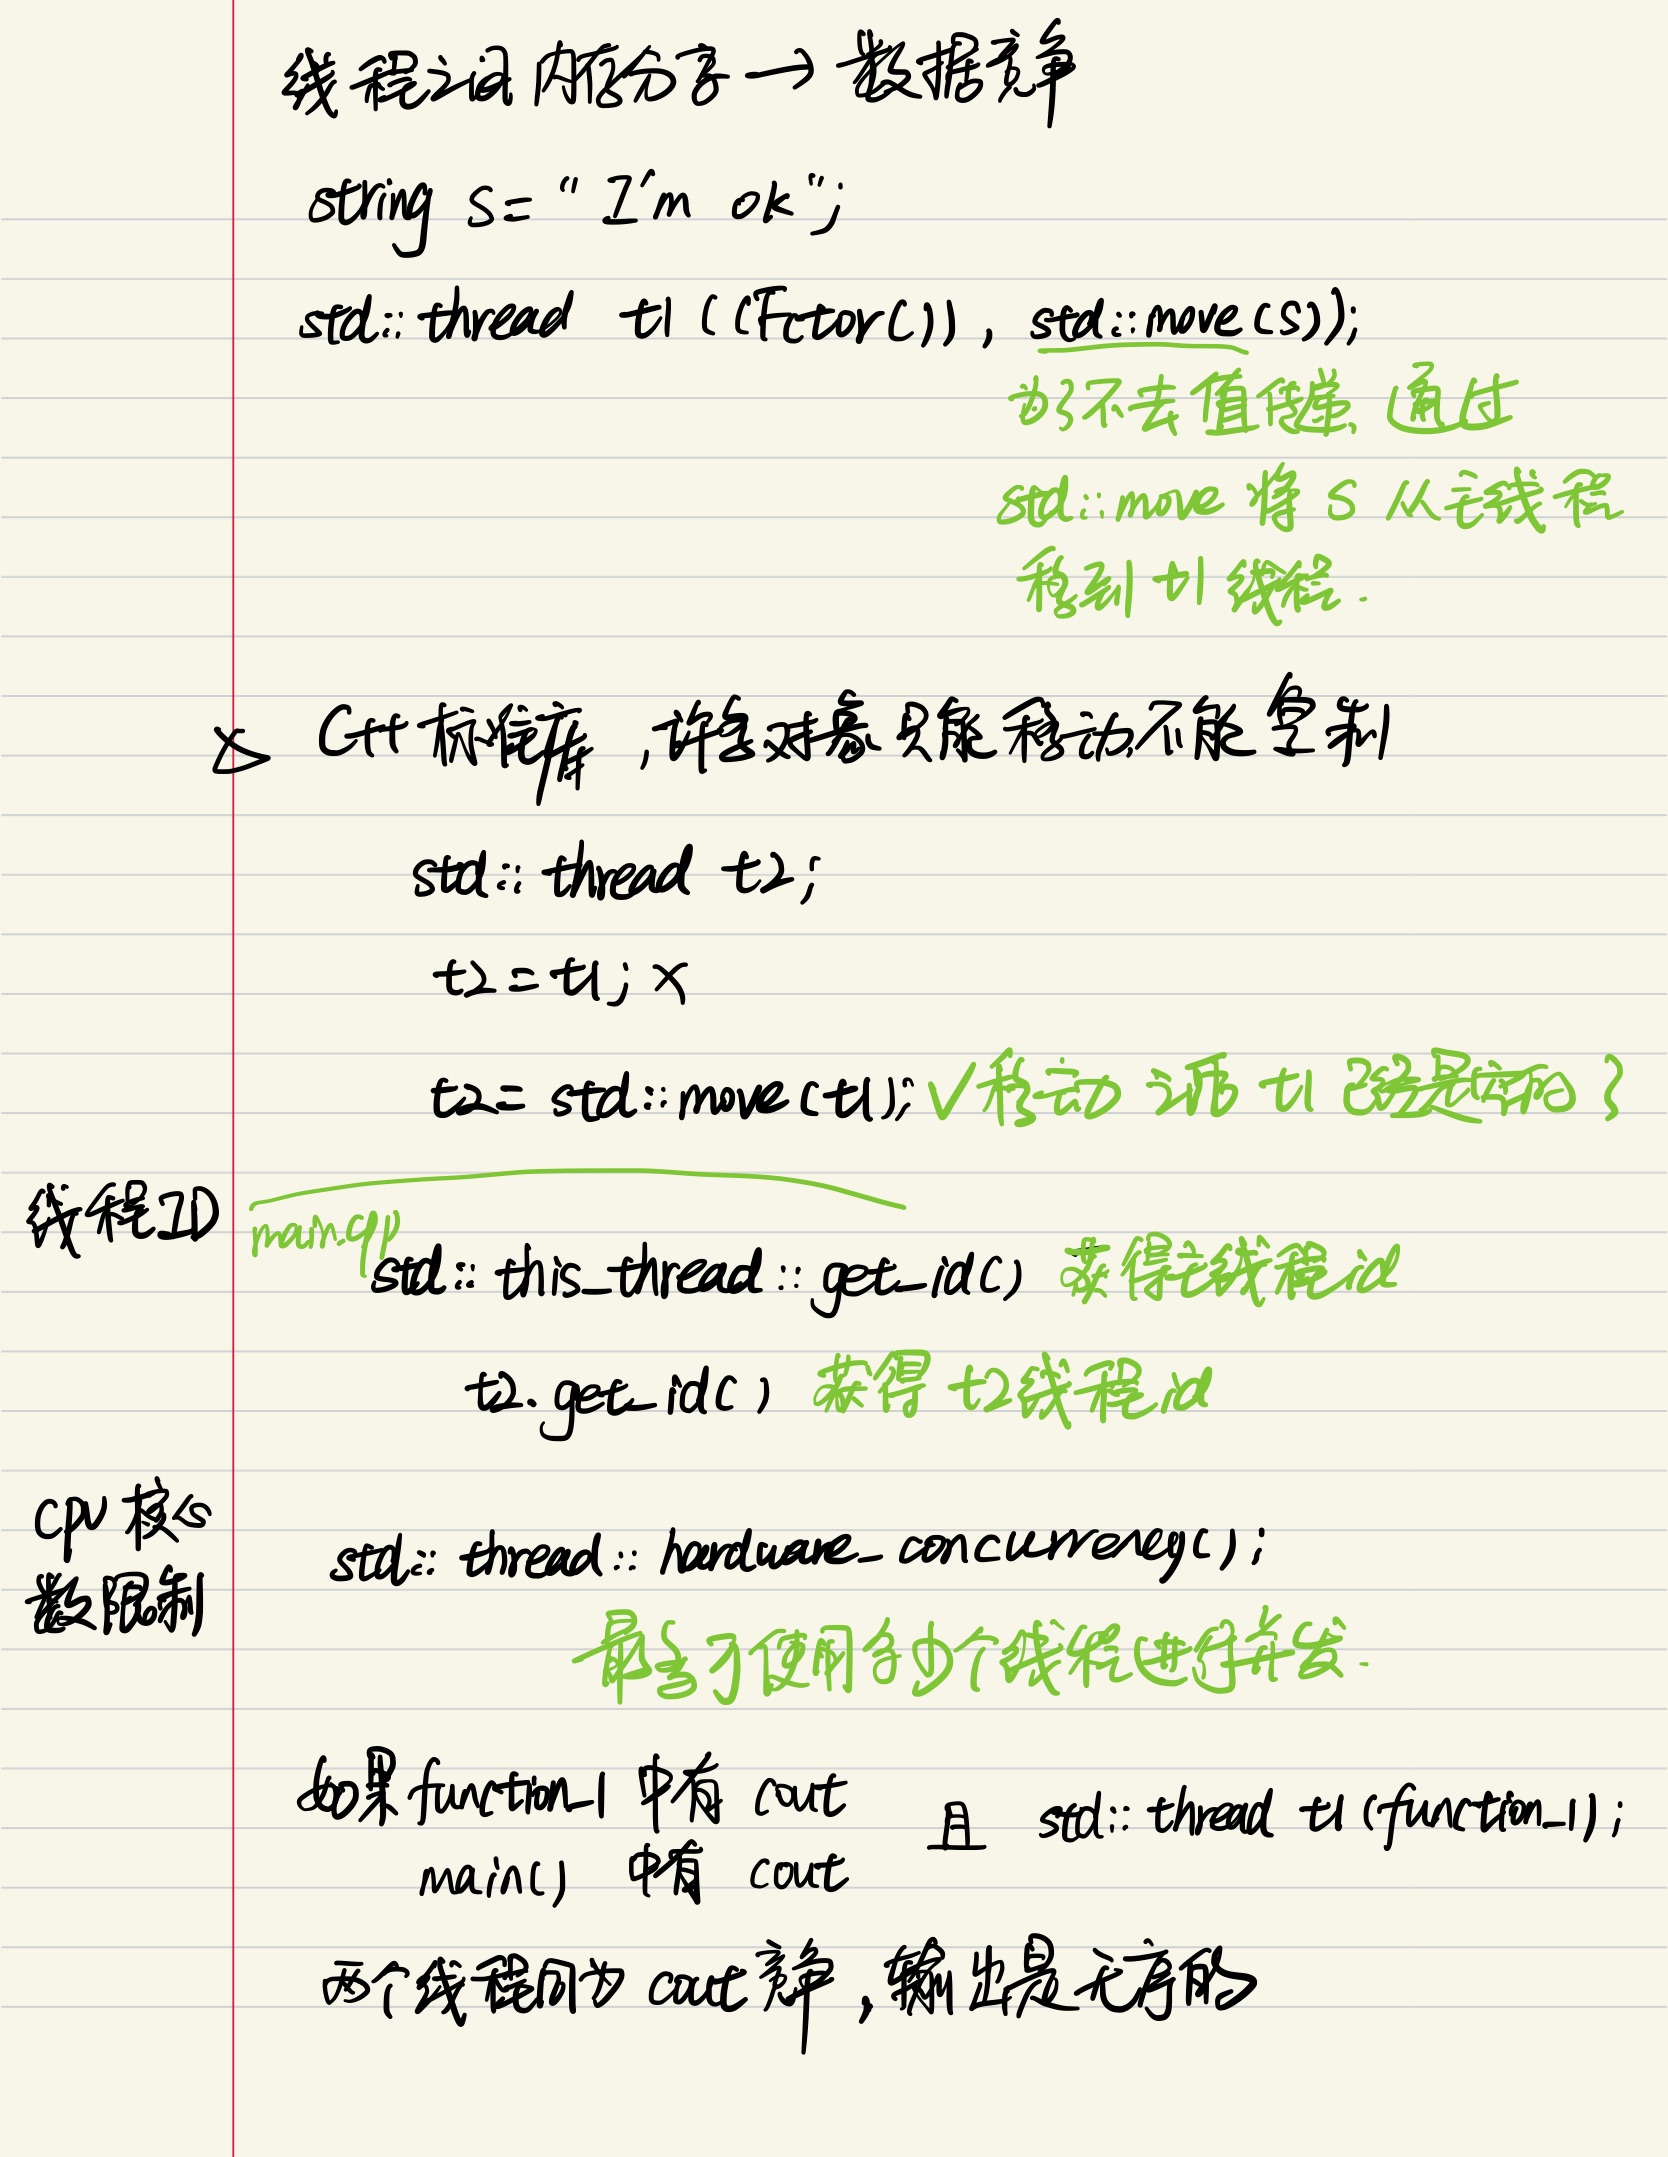 线程之间内存分享 → 数据竞争
string s = "I'm ok";
std::thread t1((Fctor()), std::move(s));
为了不去值传递、通过
std::move 将 s 从主线程
移到 t1 线程.
C++标准库,许多对象只能移动不能复制
std::thread t2;
t2 = t1; ×
t2 = std::move(t1); ✓ 移动之后 t1 已经是空的了
线程ID
main.cpp
std::this_thread::get_id() 获得主线程id
t2.get_id() 获得 t2线程id
cpu 核心
数限制
std::thread::hardware_concurrency();
最多可使用多少个线程进行并发.
如果 function_1 中有 cout
main() 中有 cout
且 std::thread t1(function_1);
两个线程同为 cout 竞争,输出是无序的